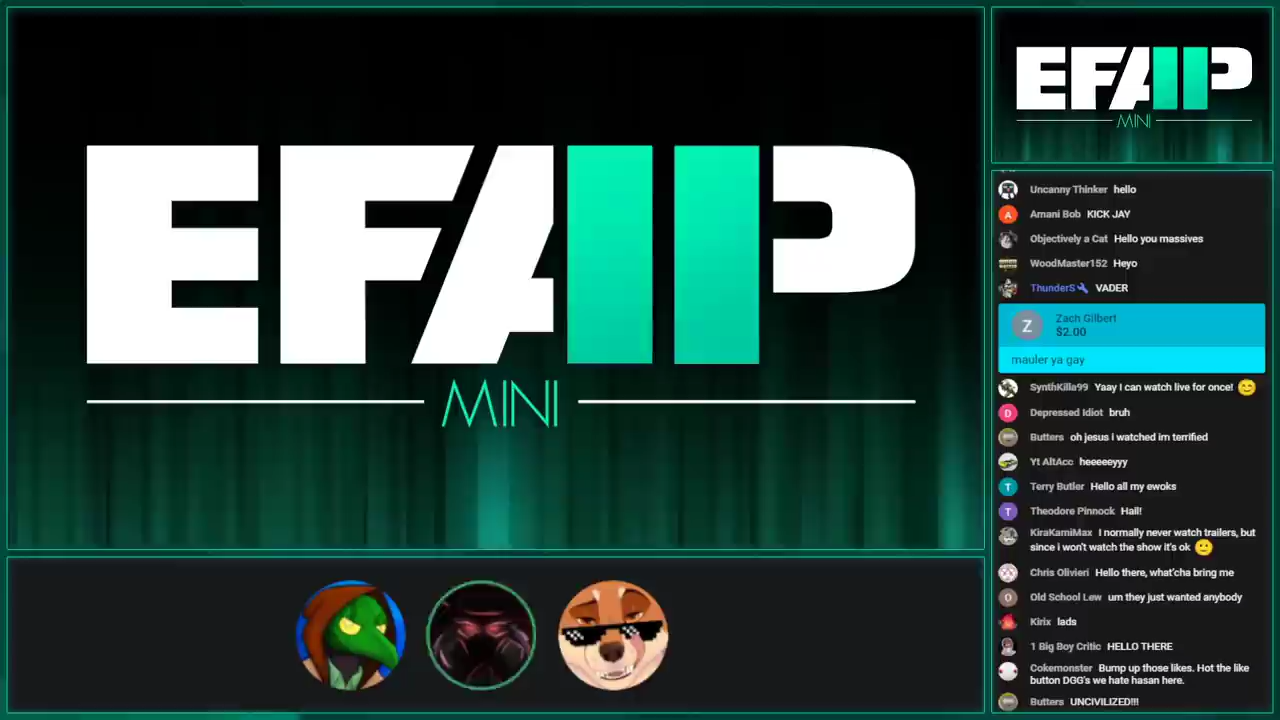 EFAP
MINI
EFAP
MINI
Uncanny Thinker hello
A Amani Bob KICK JAY
Objectively a Cat Hello you massives
WoodMaster152 Heyo
ThunderS VADER
Z Zach Gilbert
$2.00
mauler ya gay
SynthKilla99 Yaay I can watch live for once! 😊
D Depressed Idiot bruh
Butters oh jesus i watched im terrified
Yt AltAcc heeeeeyyy
T Terry Butler Hello all my ewoks
T Theodore Pinnock Hail!
KiraKamiMax I normally never watch trailers, but
since i won't watch the show it's ok 🙂
Chris Olivieri Hello there, what'cha bring me
O Old School Lew um they just wanted anybody
Kirix lads
1 Big Boy Critic HELLO THERE
Cokemonster Bump up those likes. Hot the like
button DGG's we hate hasan here.
Butters UNCIVILIZED!!!